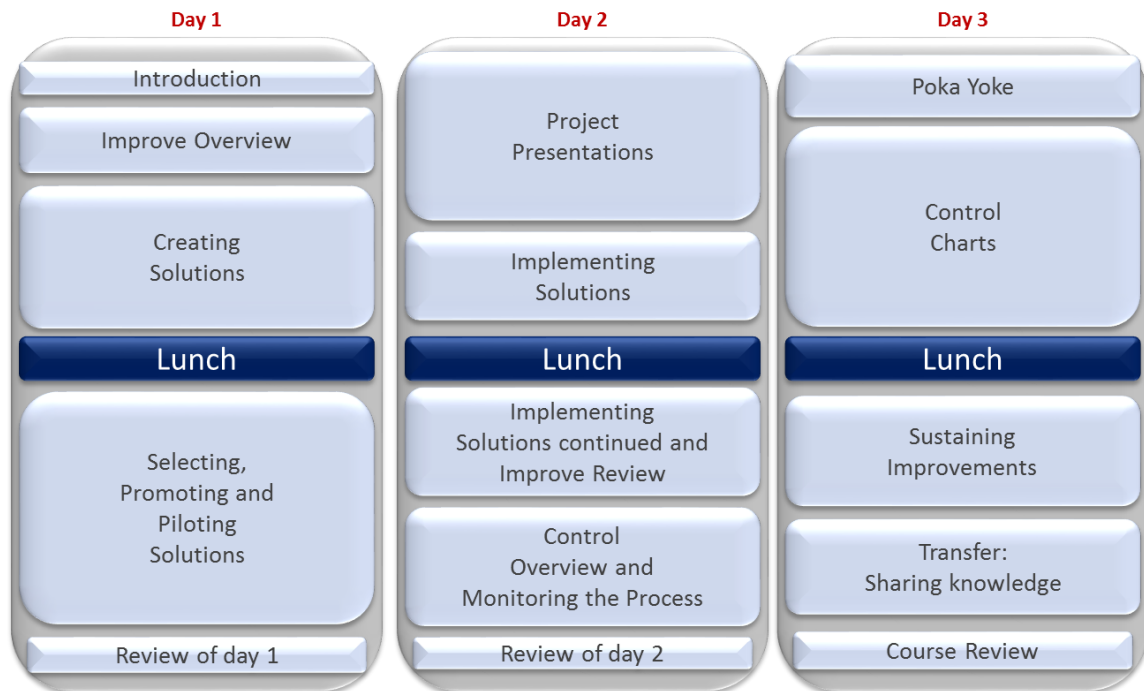 Day 1
Introduction
Improve Overview
Creating
Solutions
Lunch
Selecting,
Promoting and
Piloting
Solutions
Review of day 1
Day 2
Project
Presentations
Implementing
Solutions
Lunch
Implementing
Solutions continued and
Improve Review
Control
Overview and
Monitoring the Process
Review of day 2
Day 3
Poka Yoke
Control
Charts
Lunch
Sustaining
Improvements
Transfer:
Sharing knowledge
Course Review